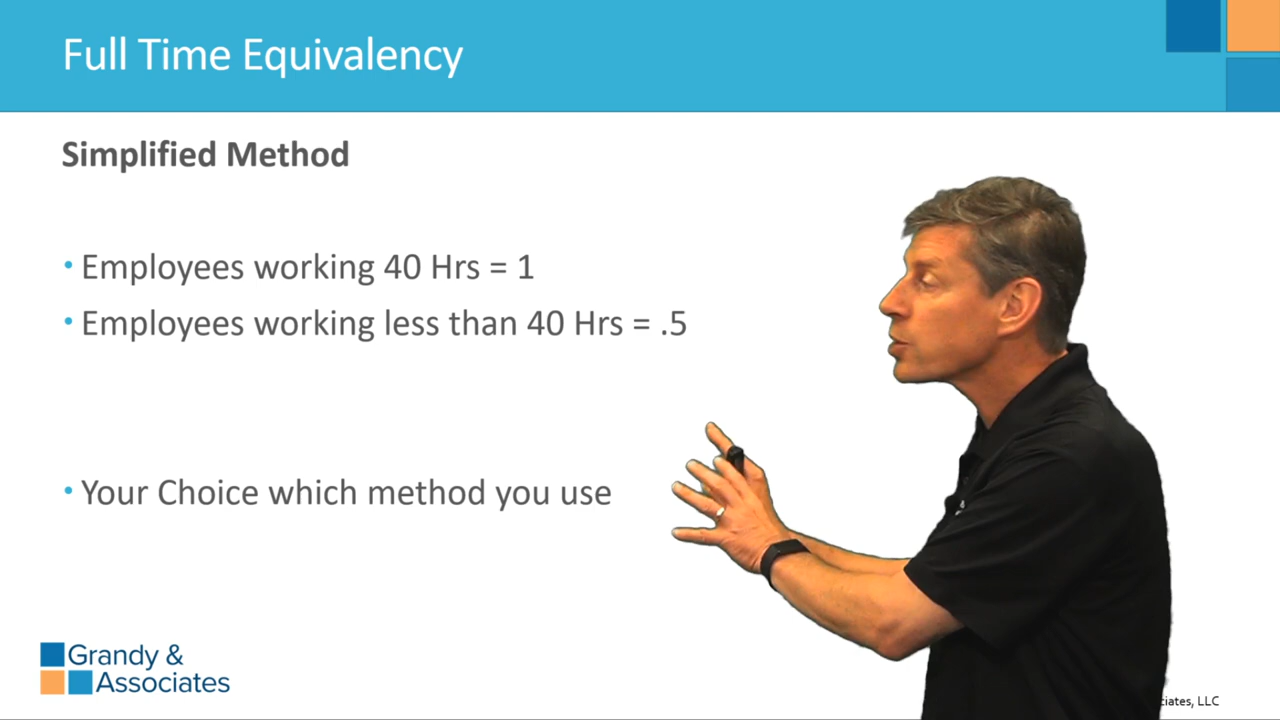 Full Time Equivalency
Simplified Method
• Employees working 40 Hrs = 1
• Employees working less than 40 Hrs = .5
• Your Choice which method you use
Grandy &
Associates
LLC